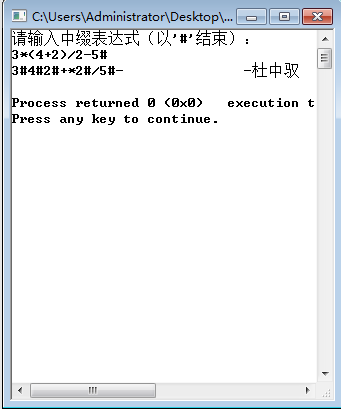 C:\Users\Administrator\Desktop\...
请输入中缀表达式（以'#'结束）：
3*(4+2)/2-5#
3#4#2#+*2#/5#- -杜中驭
Process returned 0 (0x0) execution t
Press any key to continue.